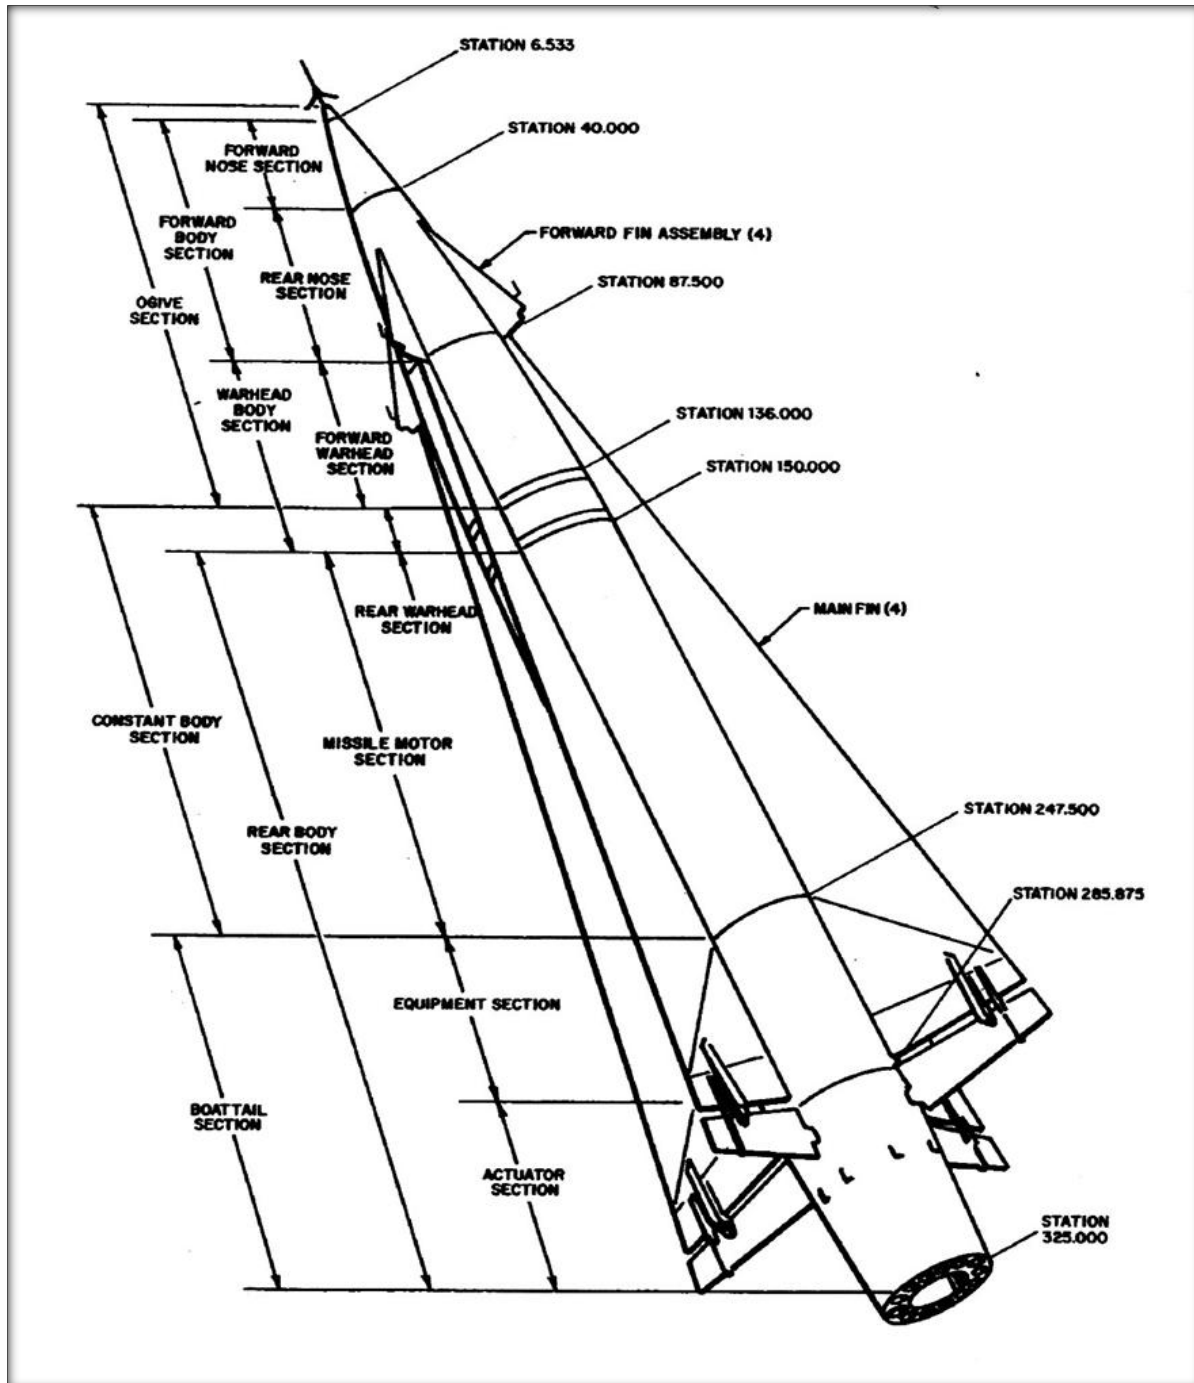 STATION 6.533
STATION 40.000
FORWARD
NOSE SECTION
FORWARD
BODY
SECTION
FORWARD FIN ASSEMBLY (4)
REAR NOSE
SECTION
STATION 87.500
OGIVE
SECTION
WARHEAD
BODY
SECTION
STATION 136.000
FORWARD
WARHEAD
SECTION
STATION 150.000
REAR WARHEAD
SECTION
MAIN FIN (4)
CONSTANT BODY
SECTION
MISSILE MOTOR
SECTION
STATION 247.500
REAR BODY
SECTION
STATION 285.875
EQUIPMENT SECTION
BOAT TAIL
SECTION
ACTUATOR
SECTION
STATION
325.000